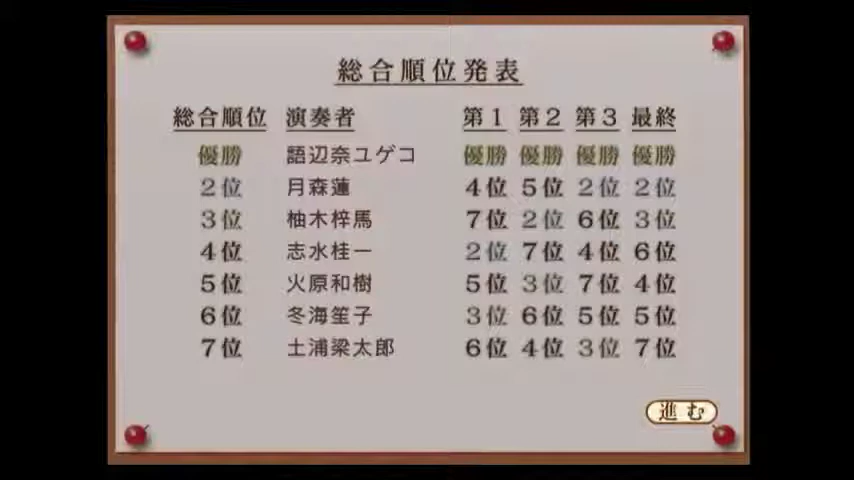 総合順位発表
総合順位 演奏者 第１ 第２ 第３ 最終
優勝 語辺奈ユゲコ 優勝 優勝 優勝 優勝
２位 月森蓮 ４位 ５位 ２位 ２位
３位 柚木梓馬 ７位 ２位 ６位 ３位
４位 志水桂一 ２位 ７位 ４位 ６位
５位 火原和樹 ５位 ３位 ７位 ４位
６位 冬海笙子 ３位 ６位 ５位 ５位
７位 土浦梁太郎 ６位 ４位 ３位 ７位
進む